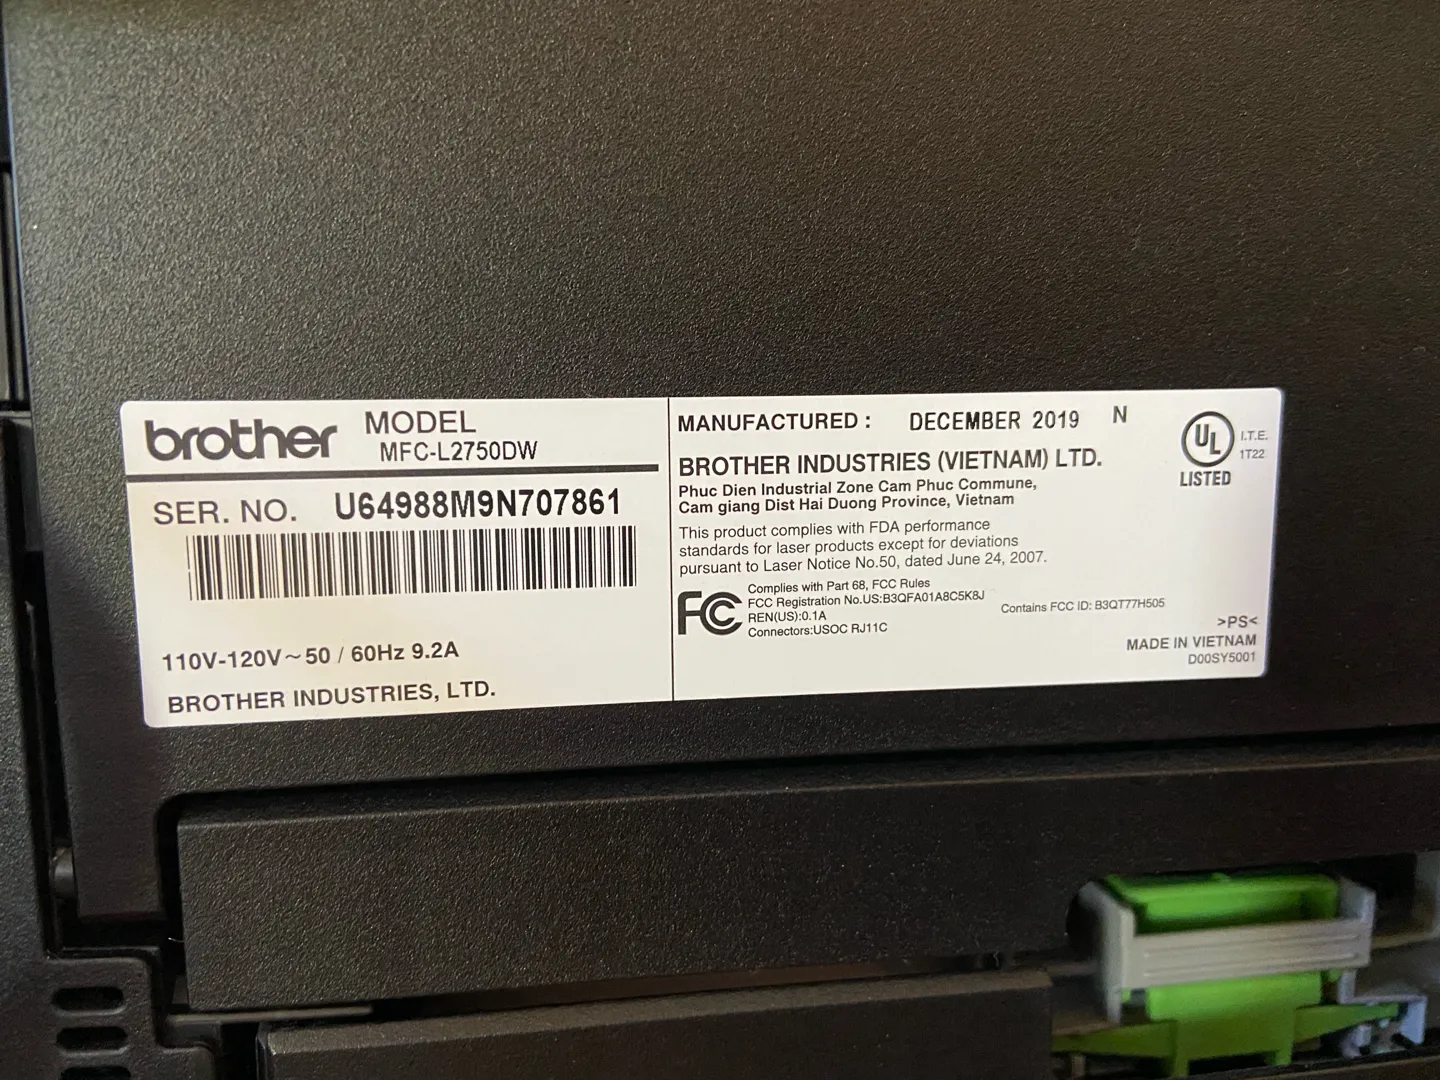 brother
MODEL
MFC-L2750DW
SER. NO. U64988M9N707861
110V-120V~50 / 60Hz 9.2A
BROTHER INDUSTRIES, LTD.
MANUFACTURED : DECEMBER 2019 N
BROTHER INDUSTRIES (VIETNAM) LTD.
Phuc Dien Industrial Zone Cam Phuc Commune,
Cam giang Dist Hai Duong Province, Vietnam
This product complies with FDA performance
standards for laser products except for deviations
pursuant to Laser Notice No.50, dated June 24, 2007.
FC
Complies with Part 68, FCC Rules
FCC Registration No.US:B3QFA01A8C5K8J
REN(US):0.1A
Connectors:USOC RJ11C
Contains FCC ID: B3QT77H505
UL
LISTED
I.T.E.
1T22
>PS<
MADE IN VIETNAM
D00SY5001